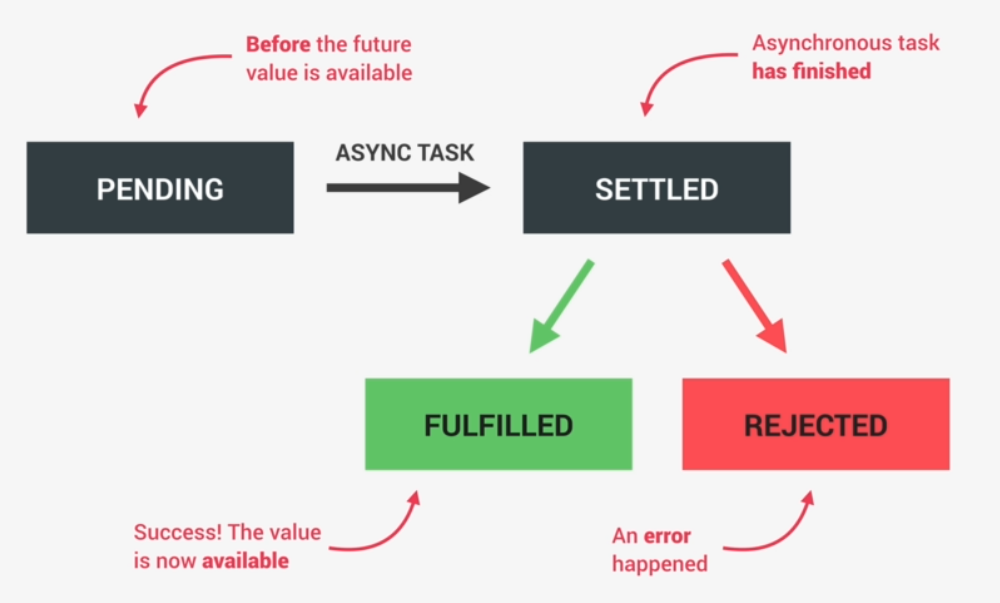 Before the future
value is available
Asynchronous task
has finished
PENDING
ASYNC TASK
SETTLED
FULFILLED
REJECTED
Success! The value
is now available
An error
happened